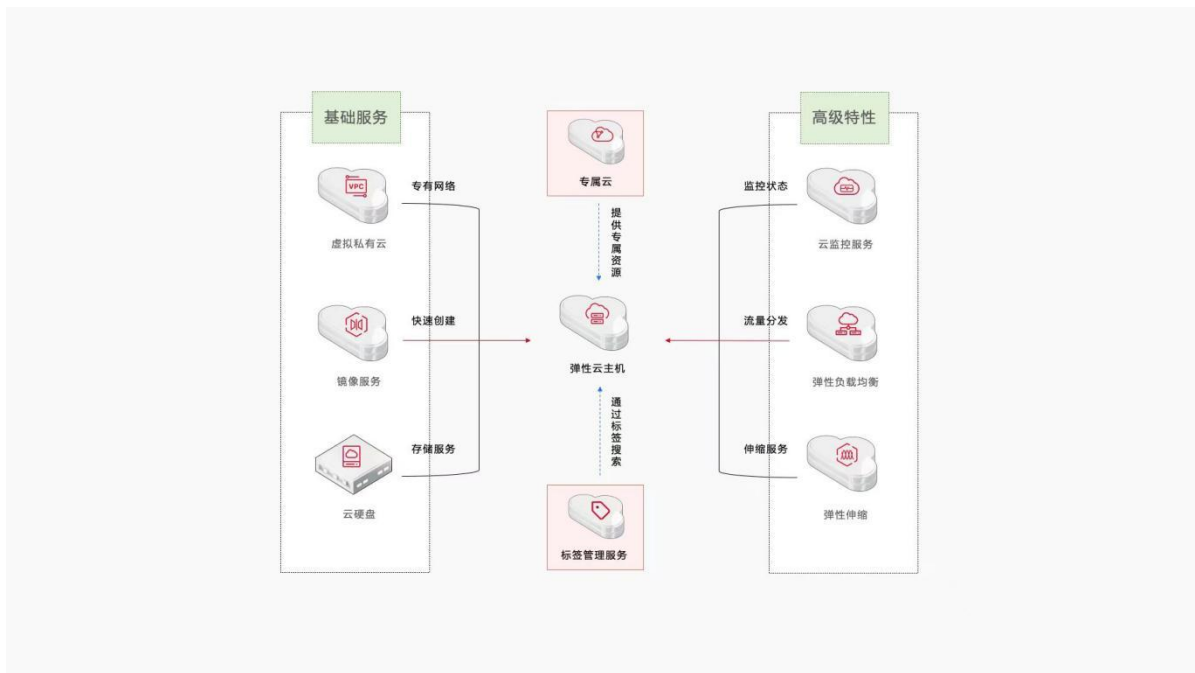 基础服务
VPC
专有网络
虚拟私有云
快速创建
镜像服务
存储服务
云硬盘
专属云
提供专属资源
弹性云主机
通过标签搜索
标签管理服务
高级特性
监控状态
云监控服务
流量分发
弹性负载均衡
伸缩服务
弹性伸缩